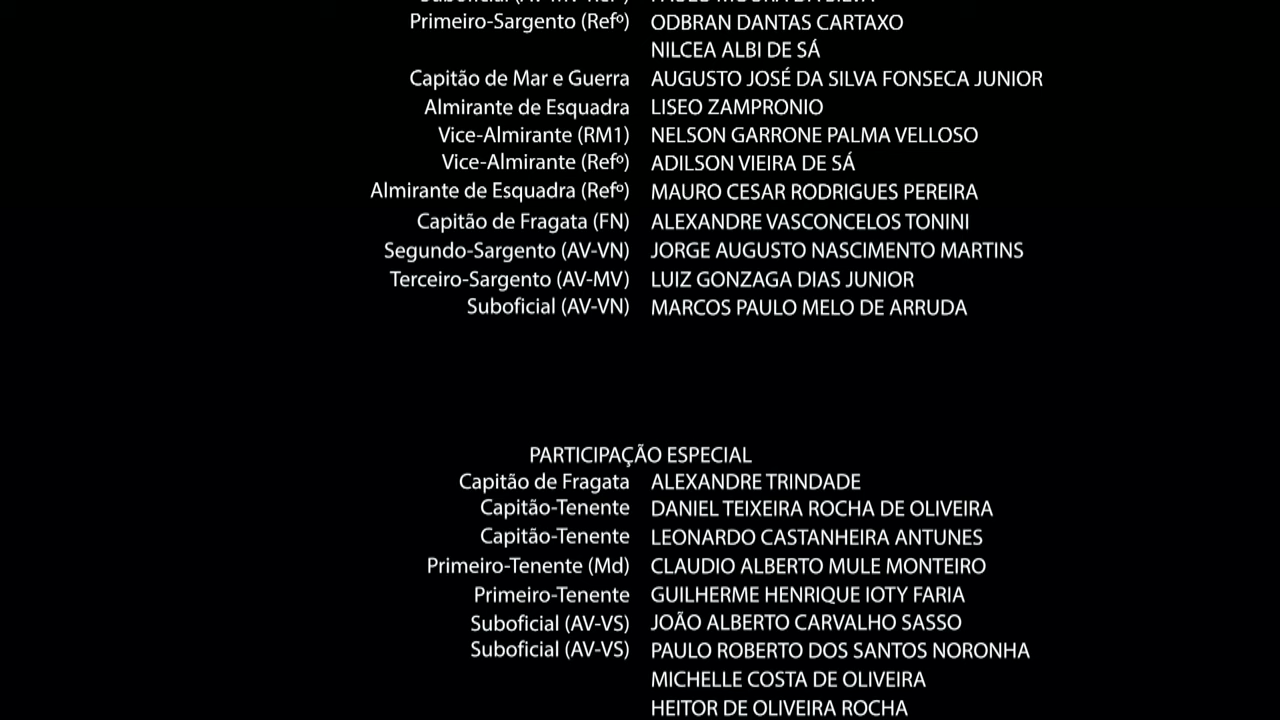 Primeiro-Sargento (Refº) ODBRAN DANTAS CARTAXO
NILCEA ALBI DE SÁ
Capitão de Mar e Guerra AUGUSTO JOSÉ DA SILVA FONSECA JUNIOR
Almirante de Esquadra LISEO ZAMPRONIO
Vice-Almirante (RM1) NELSON GARRONE PALMA VELLOSO
Vice-Almirante (Refº) ADILSON VIEIRA DE SÁ
Almirante de Esquadra (Refº) MAURO CESAR RODRIGUES PEREIRA
Capitão de Fragata (FN) ALEXANDRE VASCONCELOS TONINI
Segundo-Sargento (AV-VN) JORGE AUGUSTO NASCIMENTO MARTINS
Terceiro-Sargento (AV-MV) LUIZ GONZAGA DIAS JUNIOR
Suboficial (AV-VN) MARCOS PAULO MELO DE ARRUDA
PARTICIPAÇÃO ESPECIAL
Capitão de Fragata ALEXANDRE TRINDADE
Capitão-Tenente DANIEL TEIXEIRA ROCHA DE OLIVEIRA
Capitão-Tenente LEONARDO CASTANHEIRA ANTUNES
Primeiro-Tenente (Md) CLAUDIO ALBERTO MULE MONTEIRO
Primeiro-Tenente GUILHERME HENRIQUE IOTY FARIA
Suboficial (AV-VS) JOÃO ALBERTO CARVALHO SASSO
Suboficial (AV-VS) PAULO ROBERTO DOS SANTOS NORONHA
MICHELLE COSTA DE OLIVEIRA
HEITOR DE OLIVEIRA ROCHA